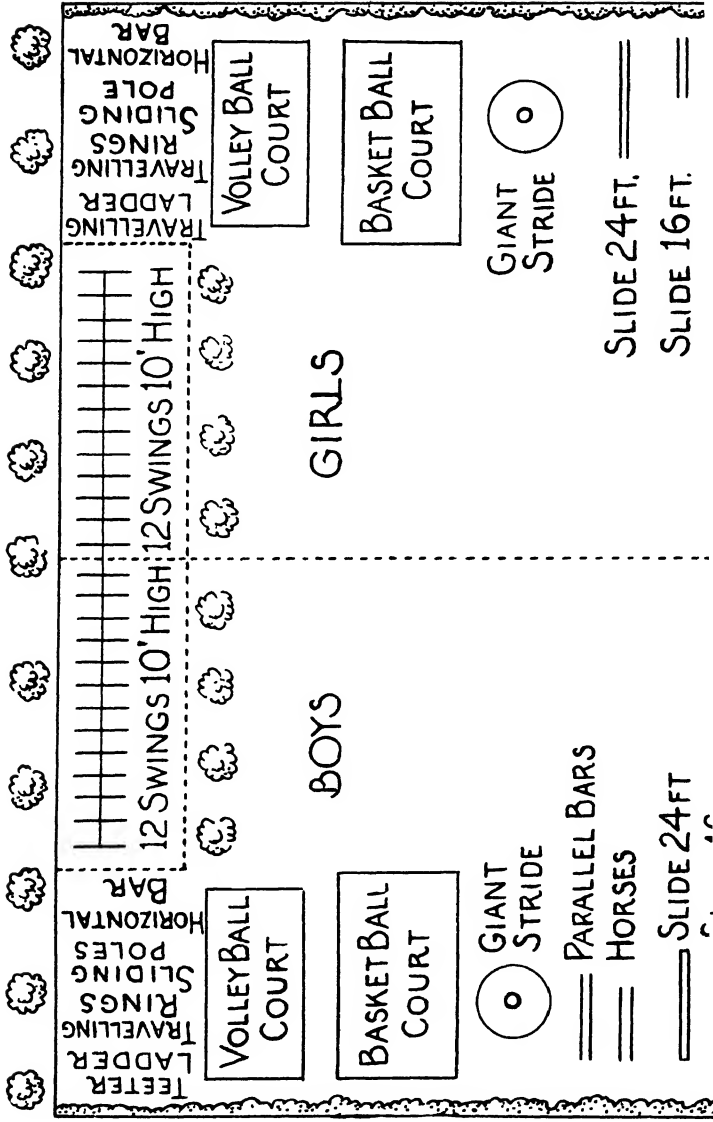 TEETER
LADDER
TRAVELLING
RINGS
SLIDING
POLES
HORIZONTAL
BAR
12 SWINGS 10' HIGH
12 SWINGS 10' HIGH
TRAVELLING
LADDER
TRAVELLING
RINGS
SLIDING
POLE
HORIZONTAL
BAR
VOLLEY BALL
COURT
VOLLEY BALL
COURT
BOYS
GIRLS
BASKET BALL
COURT
BASKET BALL
COURT
GIANT
STRIDE
GIANT
STRIDE
PARALLEL BARS
HORSES
SLIDE 24FT
SLIDE 24FT.
SLIDE 16FT.